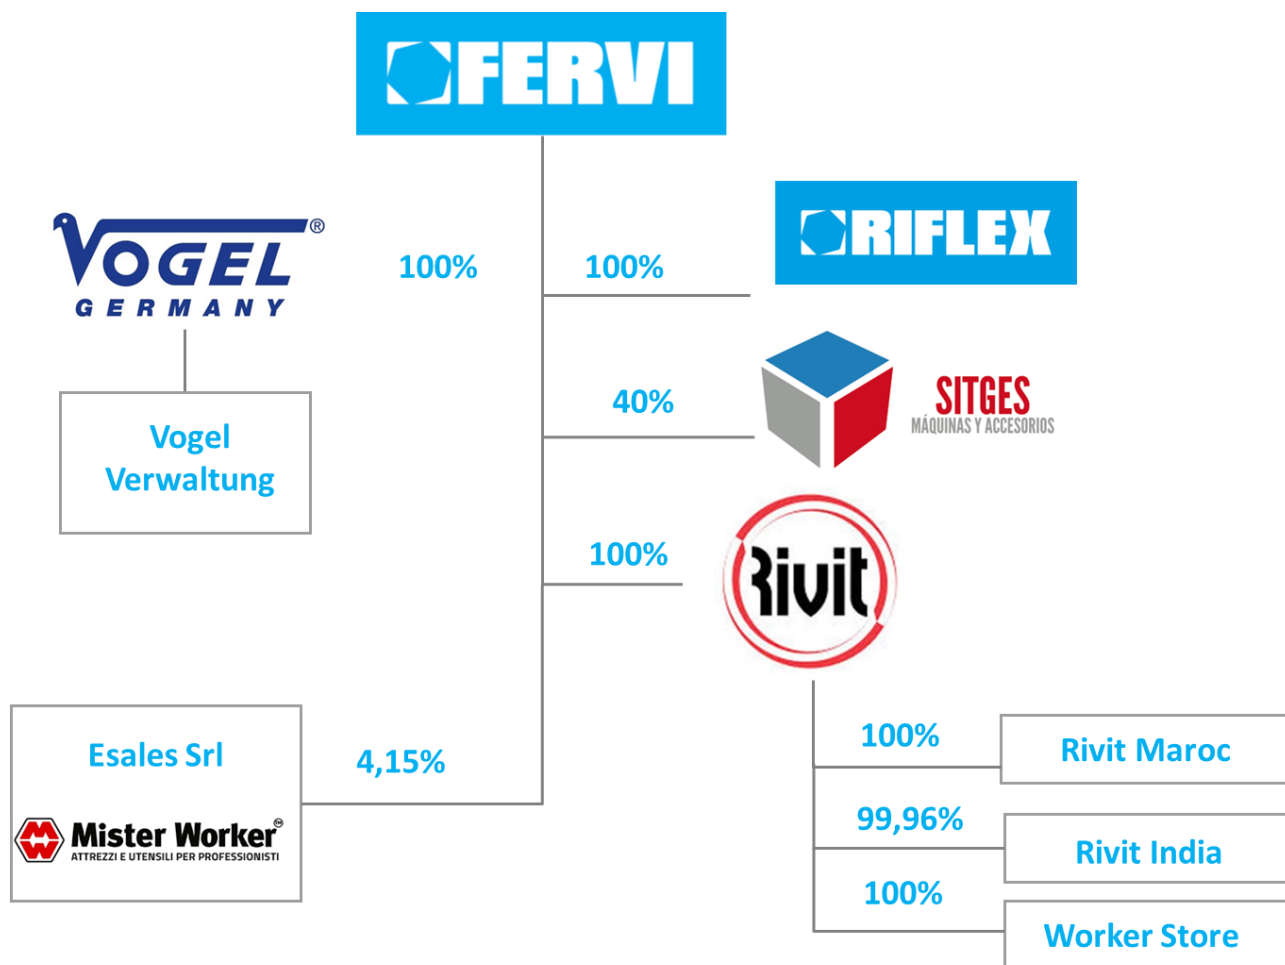 FERVI
VOGEL®
GERMANY
100%
100%
RIFLEX
Vogel
Verwaltung
40%
SITGES
MÁQUINAS Y ACCESORIOS
100%
Rivit
Esales Srl
4,15%
Mister Worker™
ATTREZZI E UTENSILI PER PROFESSIONISTI
100%
Rivit Maroc
99,96%
Rivit India
100%
Worker Store